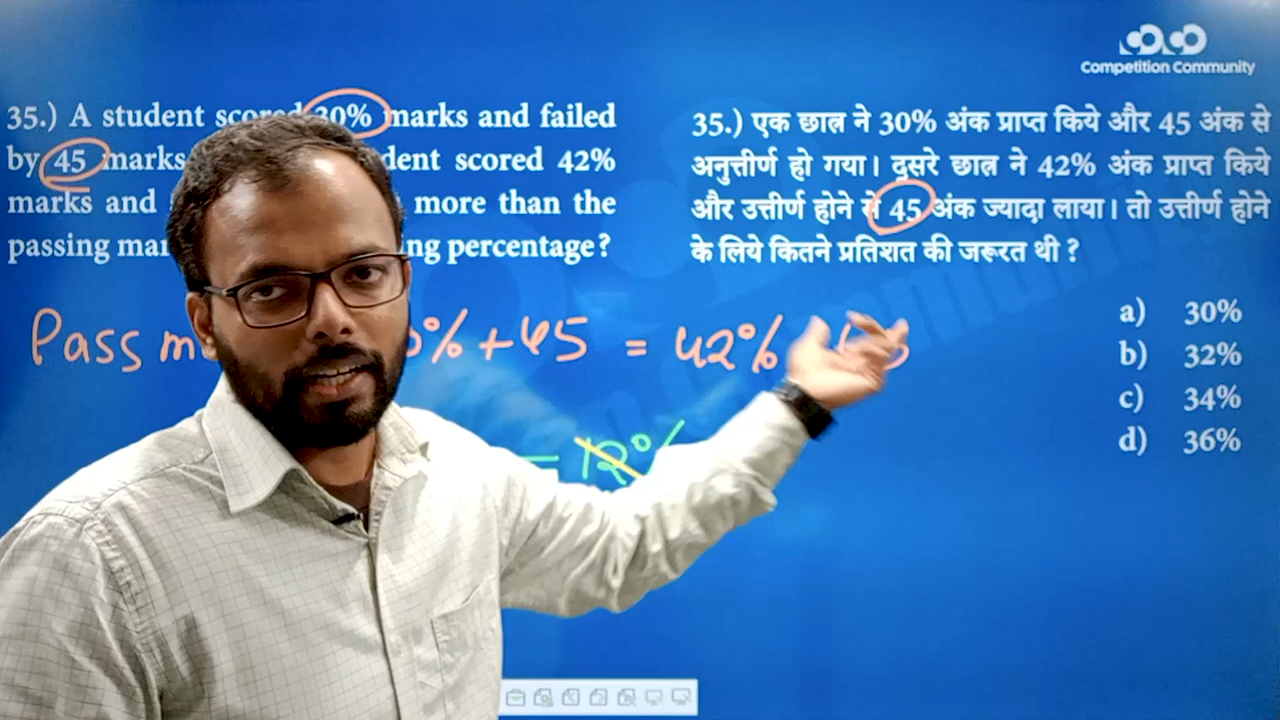 Competition Community
35.) A student scored 30% marks and failed
by 45 marks dent scored 42%
marks and more than the
passing mar ng percentage?
35.) एक छात्र ने 30% अंक प्राप्त किये और 45 अंक से
अनुत्तीर्ण हो गया। दुसरे छात्र ने 42% अंक प्राप्त किये
और उत्तीर्ण होने से 45 अंक ज्यादा लाया। तो उत्तीर्ण होने
के लिये कितने प्रतिशत की जरूरत थी ?
a) 30%
b) 32%
c) 34%
d) 36%
Pass m 0% + 45 = 42%
= 12%